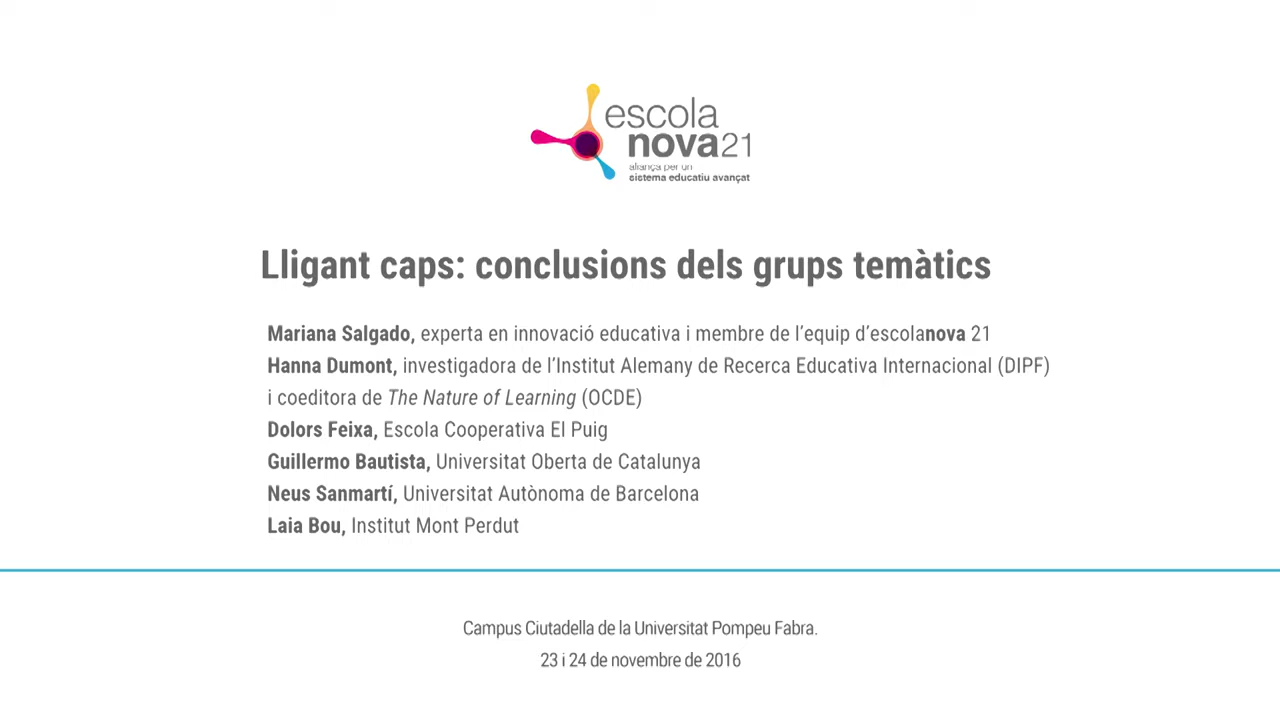 escola
nova21
aliança per un
sistema educatiu avançat
Lligant caps: conclusions dels grups temàtics
Mariana Salgado, experta en innovació educativa i membre de l’equip d’escolanova 21
Hanna Dumont, investigadora de l’Institut Alemany de Recerca Educativa Internacional (DIPF)
i coeditora de The Nature of Learning (OCDE)
Dolors Feixa, Escola Cooperativa El Puig
Guillermo Bautista, Universitat Oberta de Catalunya
Neus Sanmartí, Universitat Autònoma de Barcelona
Laia Bou, Institut Mont Perdut
Campus Ciutadella de la Universitat Pompeu Fabra.
23 i 24 de novembre de 2016